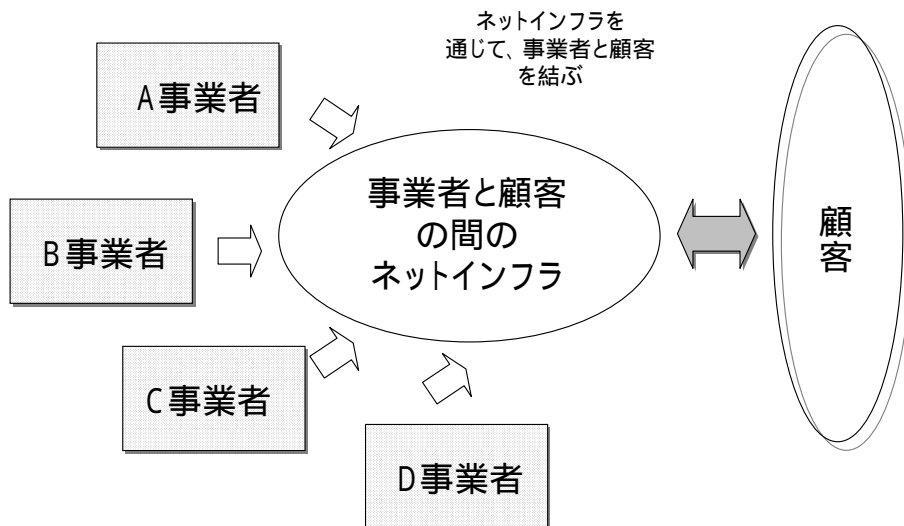 ネットインフラを
通じて、事業者と顧客
を結ぶ
A事業者
B事業者
C事業者
D事業者
事業者と顧客
の間の
ネットインフラ
顧
客